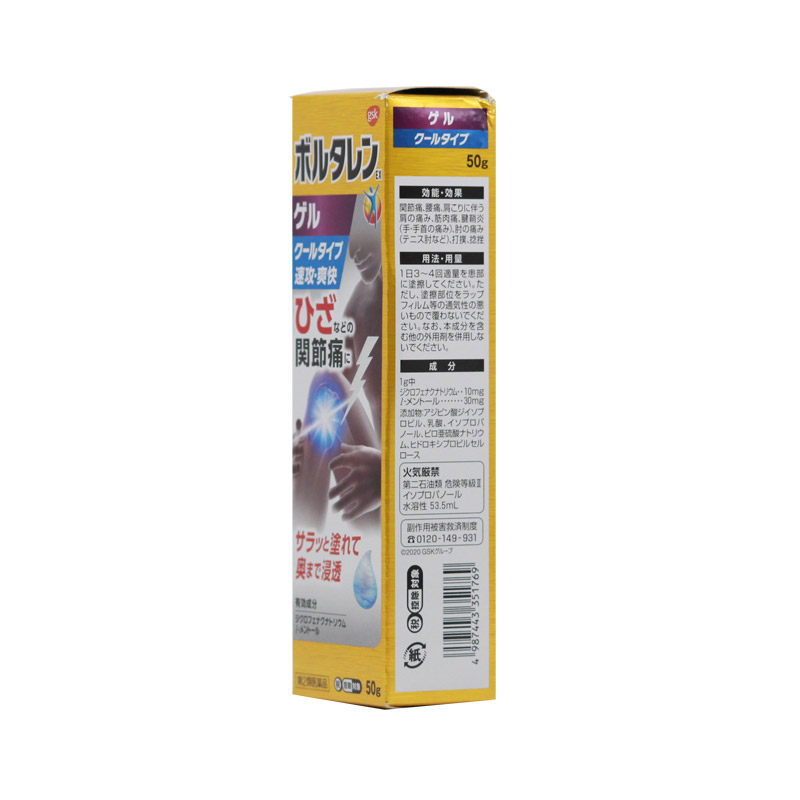 gsk
ボルタレン
EX
ゲル
クールタイプ
速攻・爽快
ひざなどの
関節痛に
サラッと塗れて
奥まで浸透
有効成分
ジクロフェナクナトリウム
l-メントール
第2類医薬品
50g
ゲル
クールタイプ
50g
効能・効果
関節痛、腰痛、肩こりに伴う
肩の痛み、筋肉痛、腱鞘炎
(手・手首の痛み)、肘の痛み
(テニス肘など)、打撲、捻挫
用法・用量
1日3〜4回適量を患部
に塗擦してください。た
だし、塗擦部位をラップ
フィルム等の通気性の悪
いもので覆わないでくだ
さい。なお、本成分を含
む他の外用剤を併用しな
いでください。
成分
1g中
ジクロフェナクナトリウム‥10mg
l-メントール‥‥‥‥30mg
添加物:アジピン酸ジイソプ
ロピル、乳酸、イソプロパ
ノール、ピロ亜硫酸ナトリウ
ム、ヒドロキシプロピルセル
ロース
火気厳禁
第二石油類 危険等級Ⅱ
イソプロパノール
水溶性 53.5mL
副作用被害救済制度
☎0120-149-931
©2020 GSKグループ
税 控除対象
紙
4 987443 351769